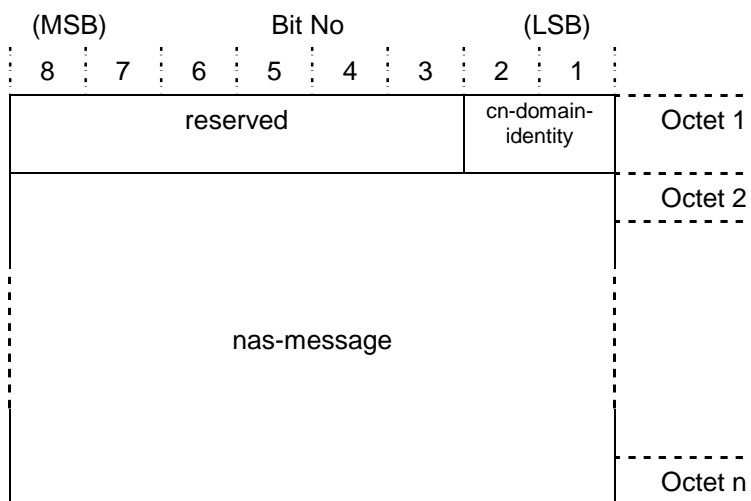 (MSB) Bit No (LSB)
8 7 6 5 4 3 2 1
reserved
cn-domain-
identity
Octet 1
Octet 2
nas-message
Octet n